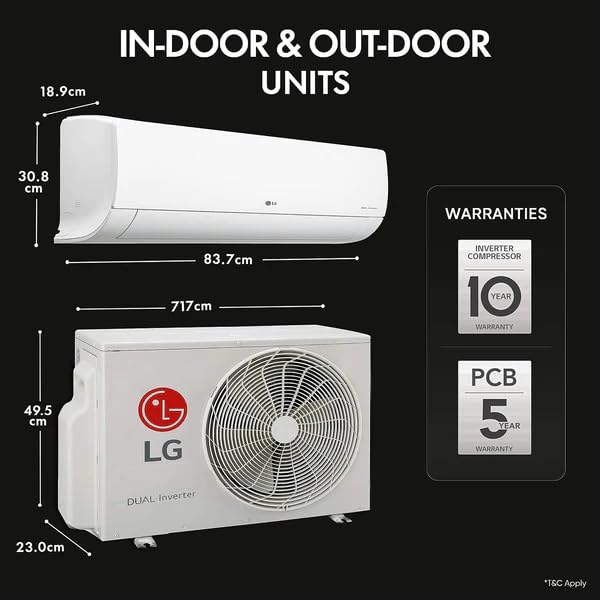 IN-DOOR & OUT-DOOR
UNITS
18.9cm
30.8
cm
LG
83.7cm
717cm
49.5
cm
LG
LG
DUAL Inverter
23.0cm
WARRANTIES
INVERTER
COMPRESSOR
10 YEAR
WARRANTY
PCB
5 YEAR
WARRANTY
*T&C Apply